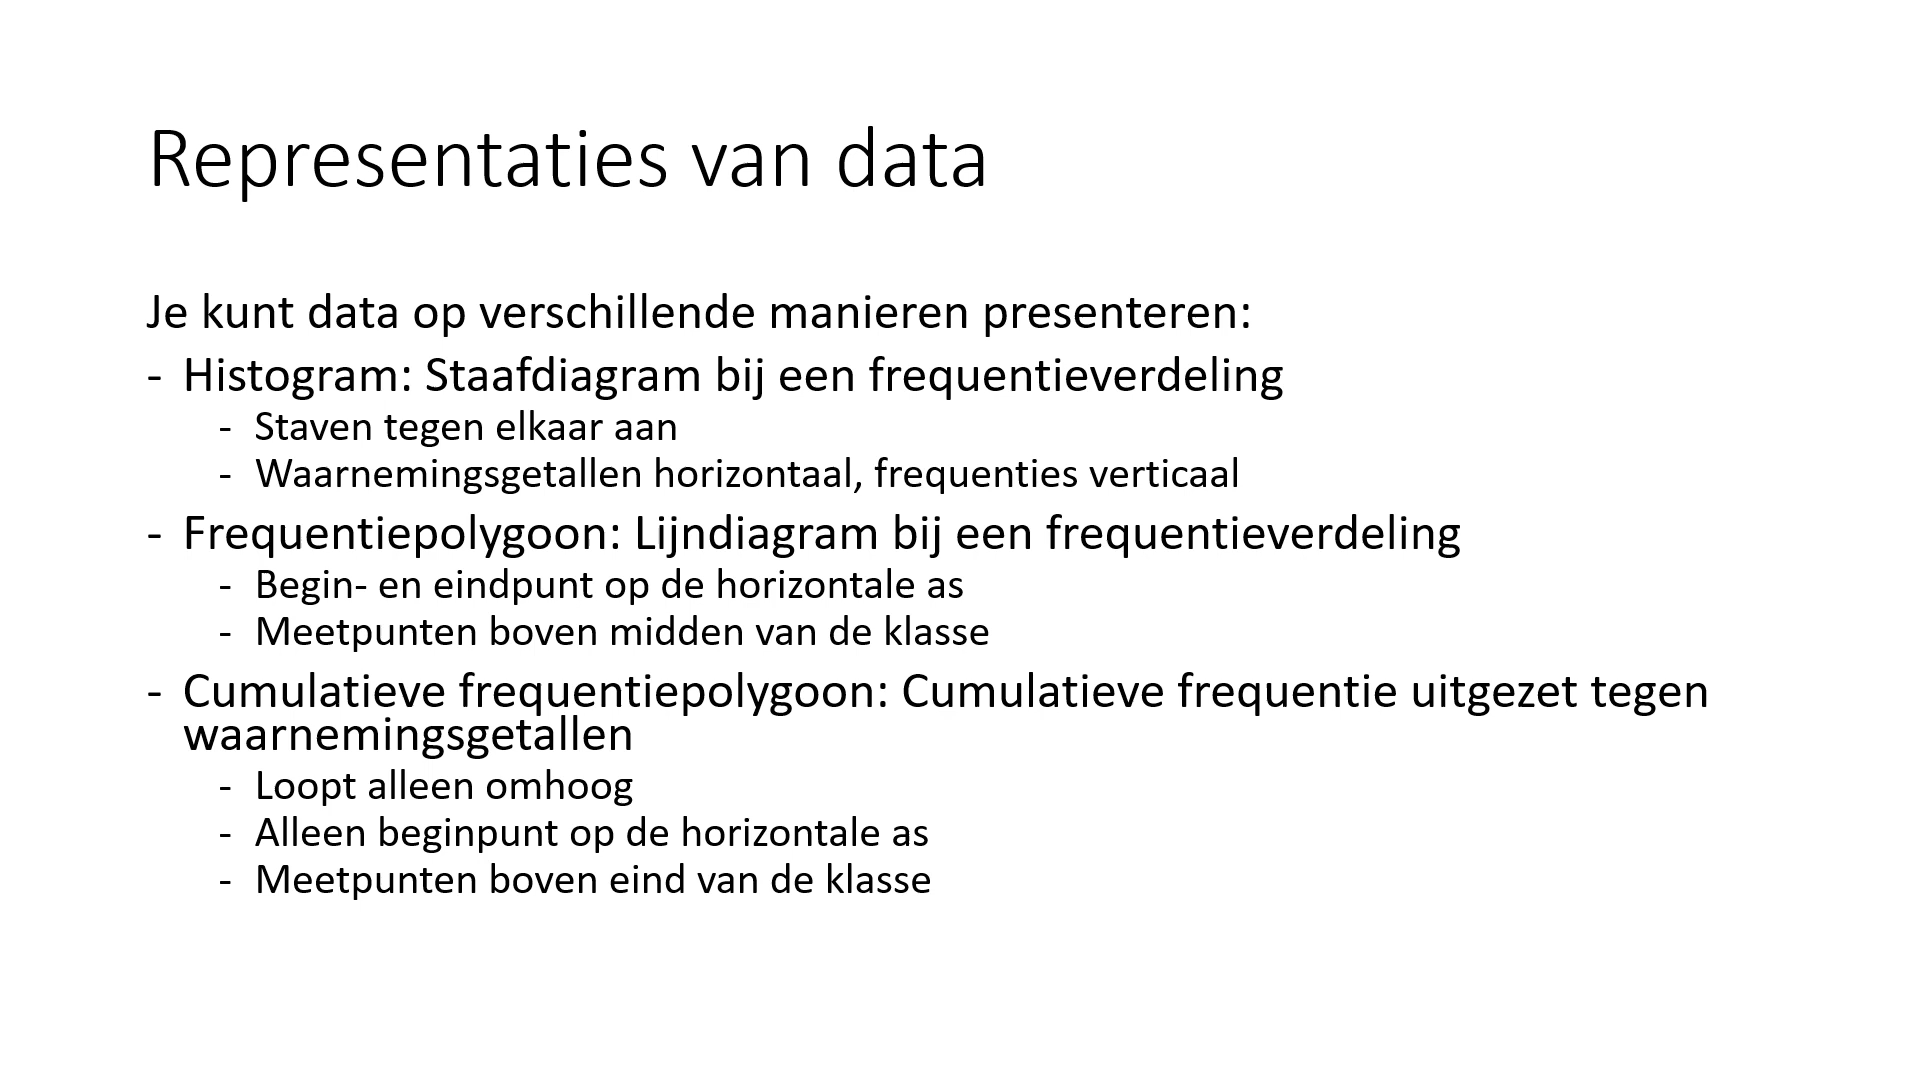 Representaties van data
Je kunt data op verschillende manieren presenteren:
- Histogram: Staafdiagram bij een frequentieverdeling
- Staven tegen elkaar aan
- Waarnemingsgetallen horizontaal, frequenties verticaal
- Frequentiepolygoon: Lijndiagram bij een frequentieverdeling
- Begin- en eindpunt op de horizontale as
- Meetpunten boven midden van de klasse
- Cumulatieve frequentiepolygoon: Cumulatieve frequentie uitgezet tegen
waarnemingsgetallen
- Loopt alleen omhoog
- Alleen beginpunt op de horizontale as
- Meetpunten boven eind van de klasse